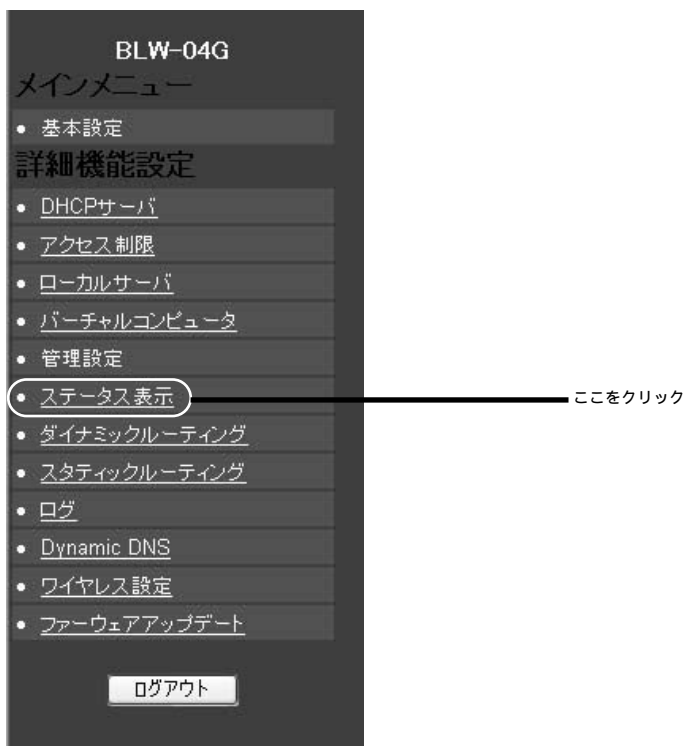 BLW-04G
メインメニュー
● 基本設定
詳細機能設定
● DHCPサーバ
● アクセス制限
● ローカルサーバ
● バーチャルコンピュータ
● 管理設定
● ステータス表示
ここをクリック
● ダイナミックルーティング
● スタティックルーティング
● ログ
● Dynamic DNS
● ワイヤレス設定
● ファーウェアアップデート
ログアウト